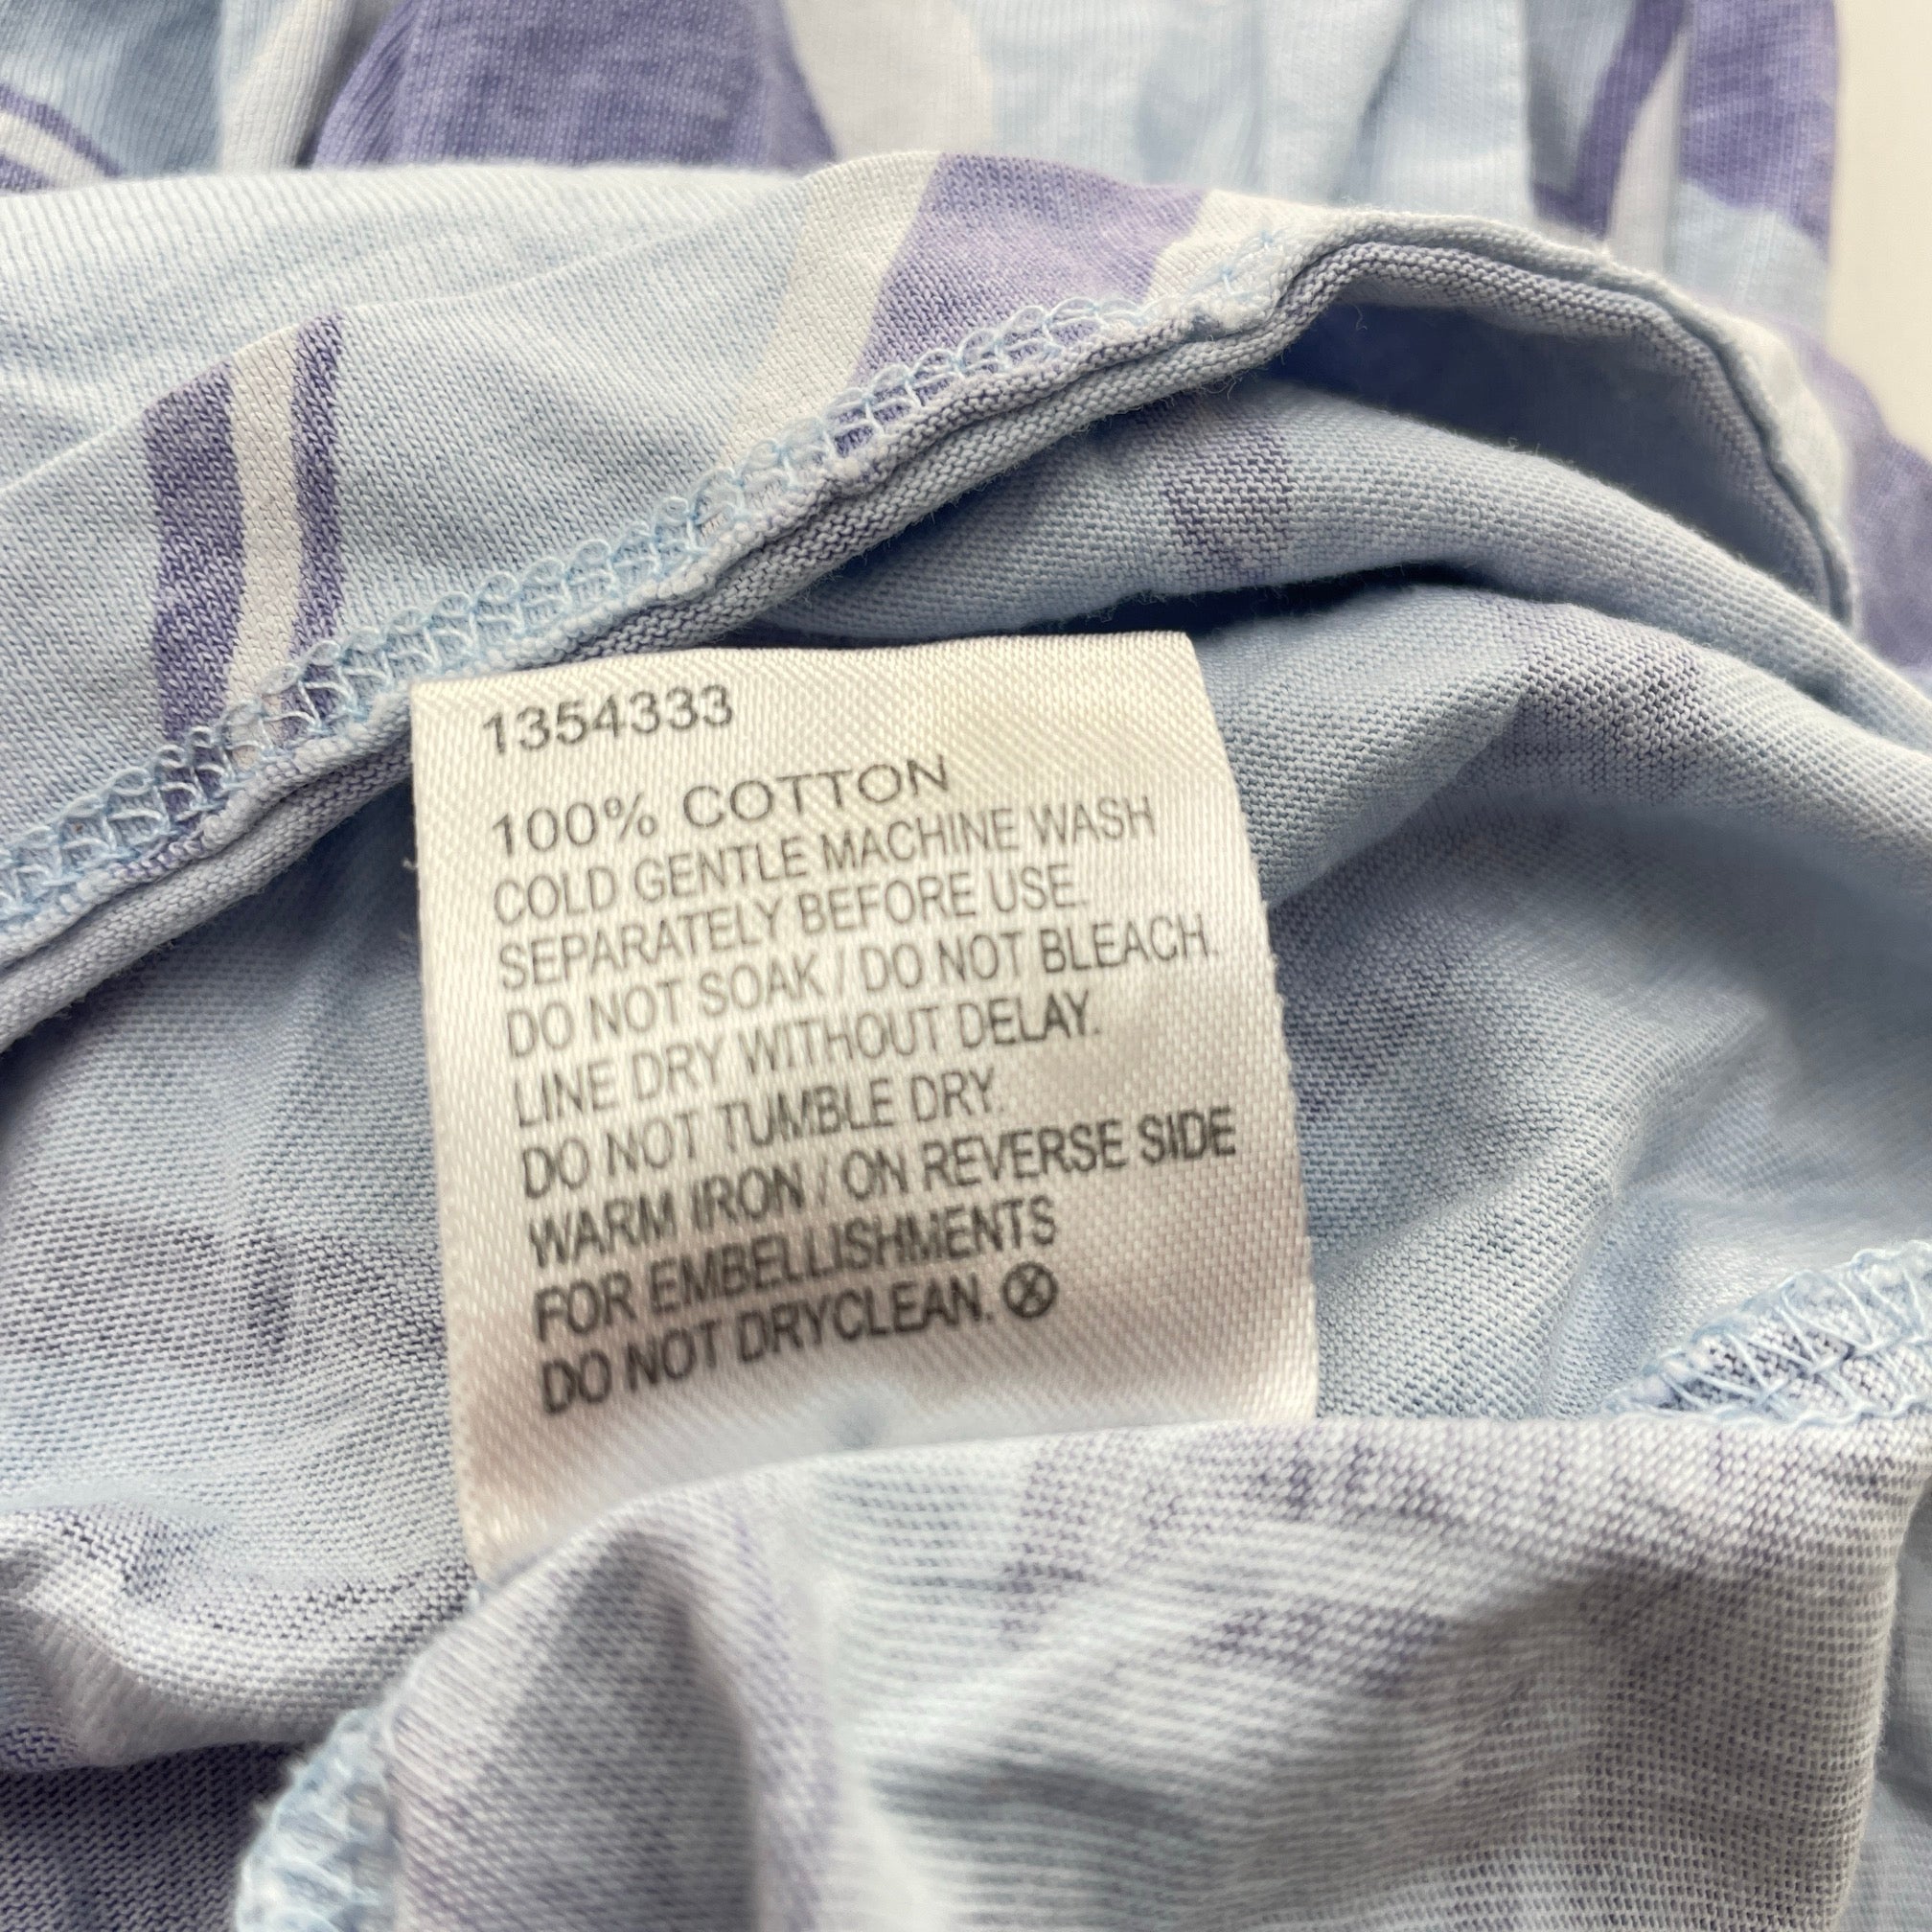 1354333
100% COTTON
COLD GENTLE MACHINE WASH
SEPARATELY BEFORE USE.
DO NOT SOAK / DO NOT BLEACH.
LINE DRY WITHOUT DELAY.
DO NOT TUMBLE DRY.
WARM IRON / ON REVERSE SIDE
FOR EMBELLISHMENTS
DO NOT DRYCLEAN.